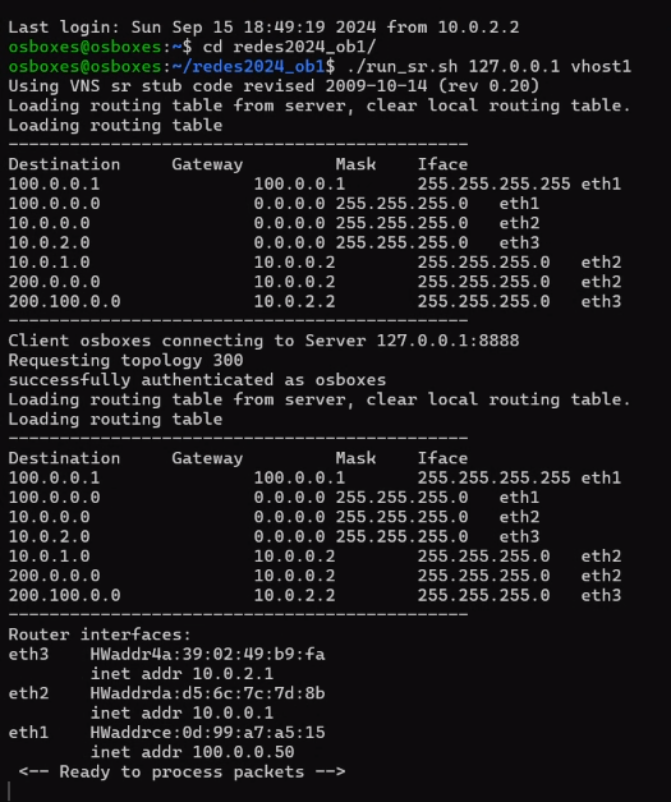 Last login: Sun Sep 15 18:49:19 2024 from 10.0.2.2
osboxes@osboxes:~$ cd redes2024_ob1/
osboxes@osboxes:~/redes2024_ob1$ ./run_sr.sh 127.0.0.1 vhost1
Using VNS sr stub code revised 2009-10-14 (rev 0.20)
Loading routing table from server, clear local routing table.
Loading routing table
---------------------------------------------
Destination     Gateway         Mask    Iface
100.0.0.1               100.0.0.1       255.255.255.255 eth1
100.0.0.0               0.0.0.0 255.255.255.0   eth1
10.0.0.0                0.0.0.0 255.255.255.0   eth2
10.0.2.0                0.0.0.0 255.255.255.0   eth3
10.0.1.0                10.0.0.2        255.255.255.0   eth2
200.0.0.0               10.0.0.2        255.255.255.0   eth2
200.100.0.0             10.0.2.2        255.255.255.0   eth3
---------------------------------------------
Client osboxes connecting to Server 127.0.0.1:8888
Requesting topology 300
successfully authenticated as osboxes
Loading routing table from server, clear local routing table.
Loading routing table
---------------------------------------------
Destination     Gateway         Mask    Iface
100.0.0.1               100.0.0.1       255.255.255.255 eth1
100.0.0.0               0.0.0.0 255.255.255.0   eth1
10.0.0.0                0.0.0.0 255.255.255.0   eth2
10.0.2.0                0.0.0.0 255.255.255.0   eth3
10.0.1.0                10.0.0.2        255.255.255.0   eth2
200.0.0.0               10.0.0.2        255.255.255.0   eth2
200.100.0.0             10.0.2.2        255.255.255.0   eth3
---------------------------------------------
Router interfaces:
eth3    HWaddr4a:39:02:49:b9:fa
        inet addr 10.0.2.1
eth2    HWaddrda:d5:6c:7c:7d:8b
        inet addr 10.0.0.1
eth1    HWaddrce:0d:99:a7:a5:15
        inet addr 100.0.0.50
 <-- Ready to process packets -->